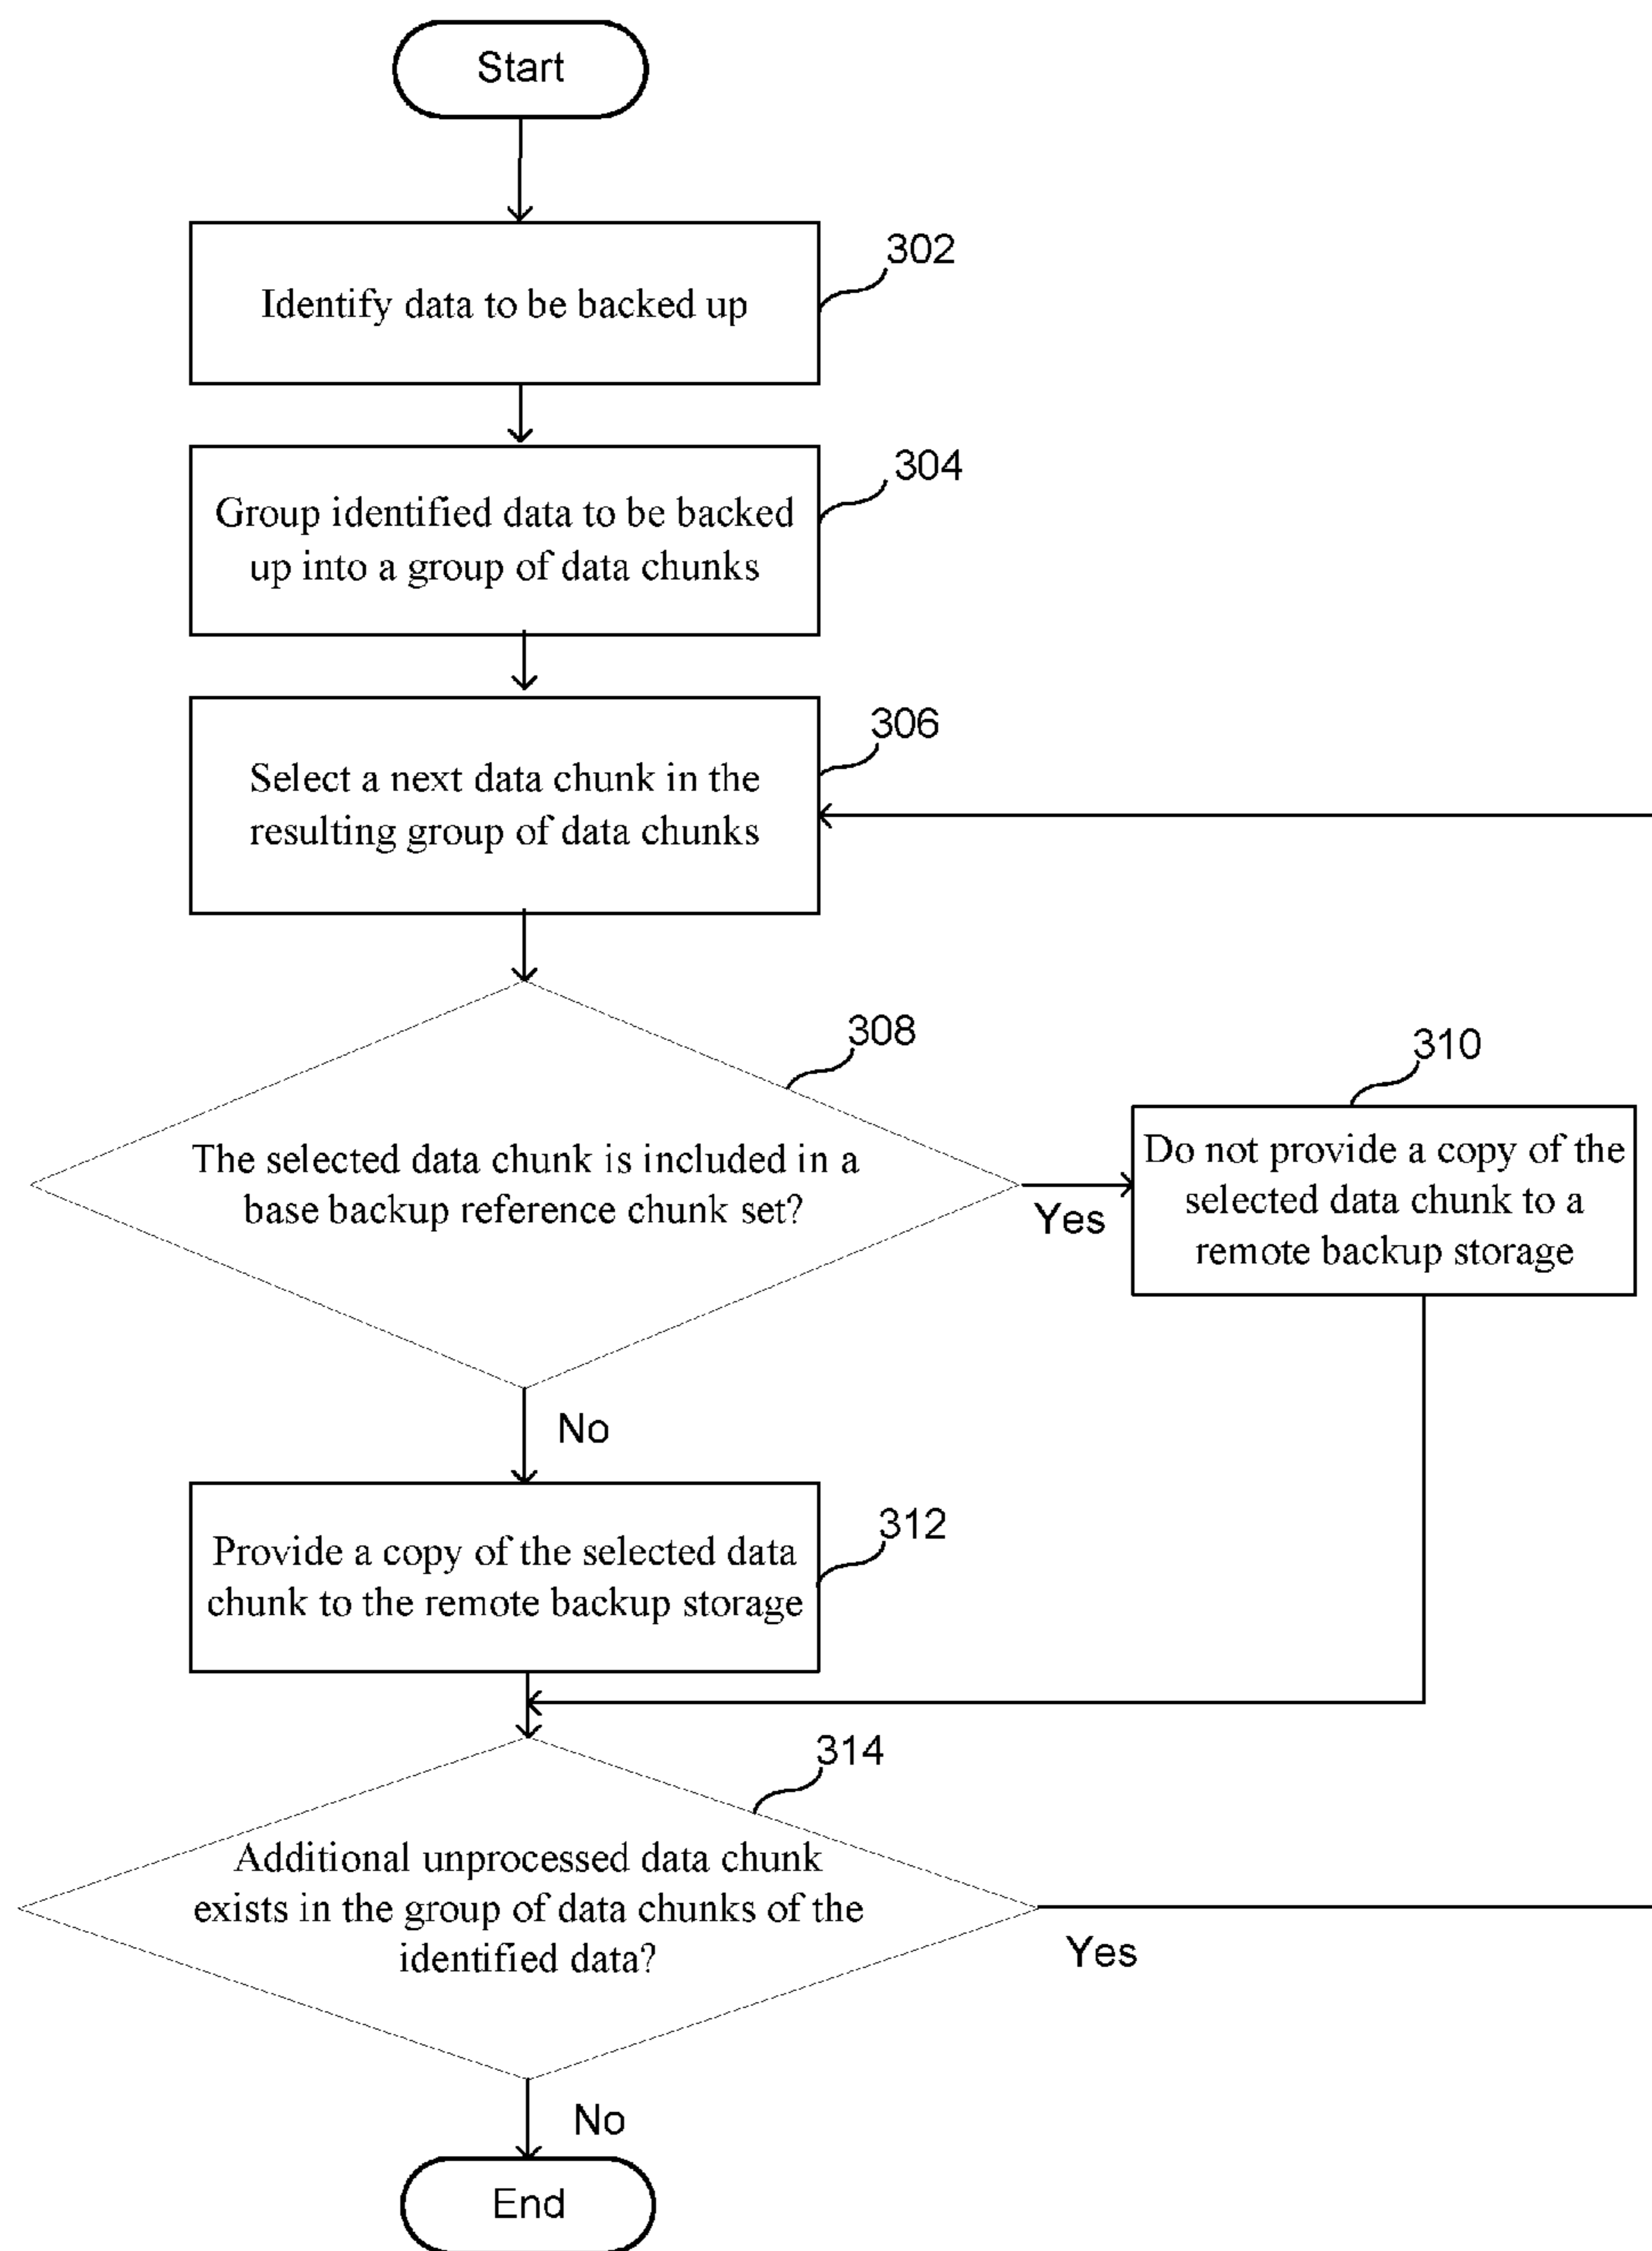 Start
302
Identify data to be backed up
304
Group identified data to be backed
up into a group of data chunks
306
Select a next data chunk in the
resulting group of data chunks
308
The selected data chunk is included in a
base backup reference chunk set?
310
Do not provide a copy of the
selected data chunk to a
remote backup storage
Yes
No
312
Provide a copy of the selected data
chunk to the remote backup storage
314
Additional unprocessed data chunk
exists in the group of data chunks of the
identified data?
Yes
No
End